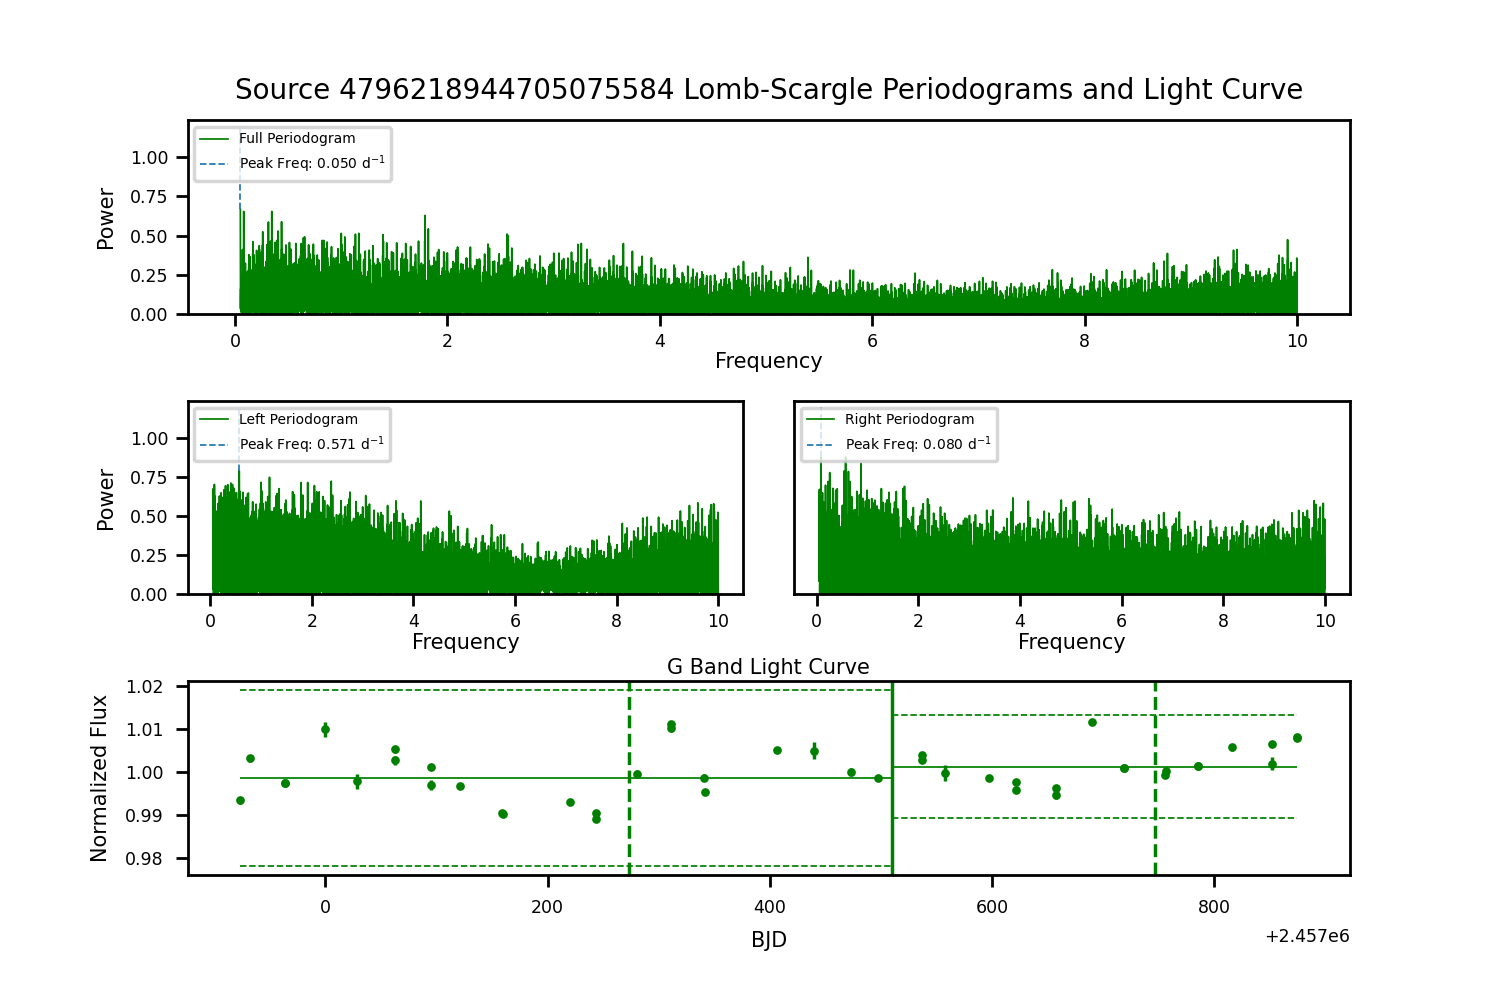 Source 4796218944705075584 Lomb-Scargle Periodograms and Light Curve
Full Periodogram
Peak Freq: 0.050 d⁻¹
Power
1.00
0.75
0.50
0.25
0.00
0 2 4 6 8 10
Frequency
Left Periodogram
Peak Freq: 0.571 d⁻¹
Power
1.00
0.75
0.50
0.25
0.00
0 2 4 6 8 10
Frequency
Right Periodogram
Peak Freq: 0.080 d⁻¹
0 2 4 6 8 10
Frequency
G Band Light Curve
Normalized Flux
1.02
1.01
1.00
0.99
0.98
0 200 400 600 800
BJD
+2.457e6